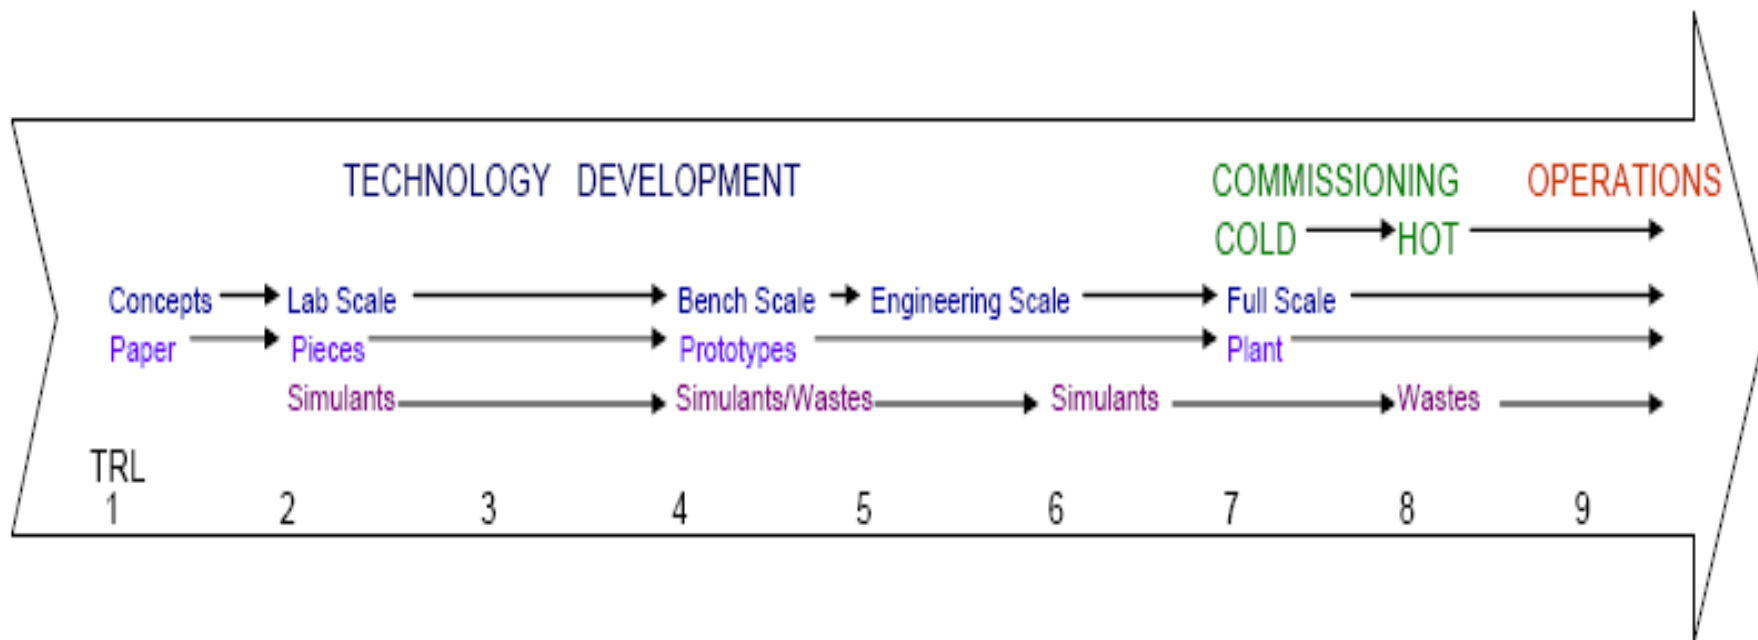 TECHNOLOGY DEVELOPMENT COMMISSIONING OPERATIONS
COLD HOT
Concepts Lab Scale Bench Scale Engineering Scale Full Scale
Paper Pieces Prototypes Plant
Simulants Simulants/Wastes Simulants Wastes
TRL
1 2 3 4 5 6 7 8 9